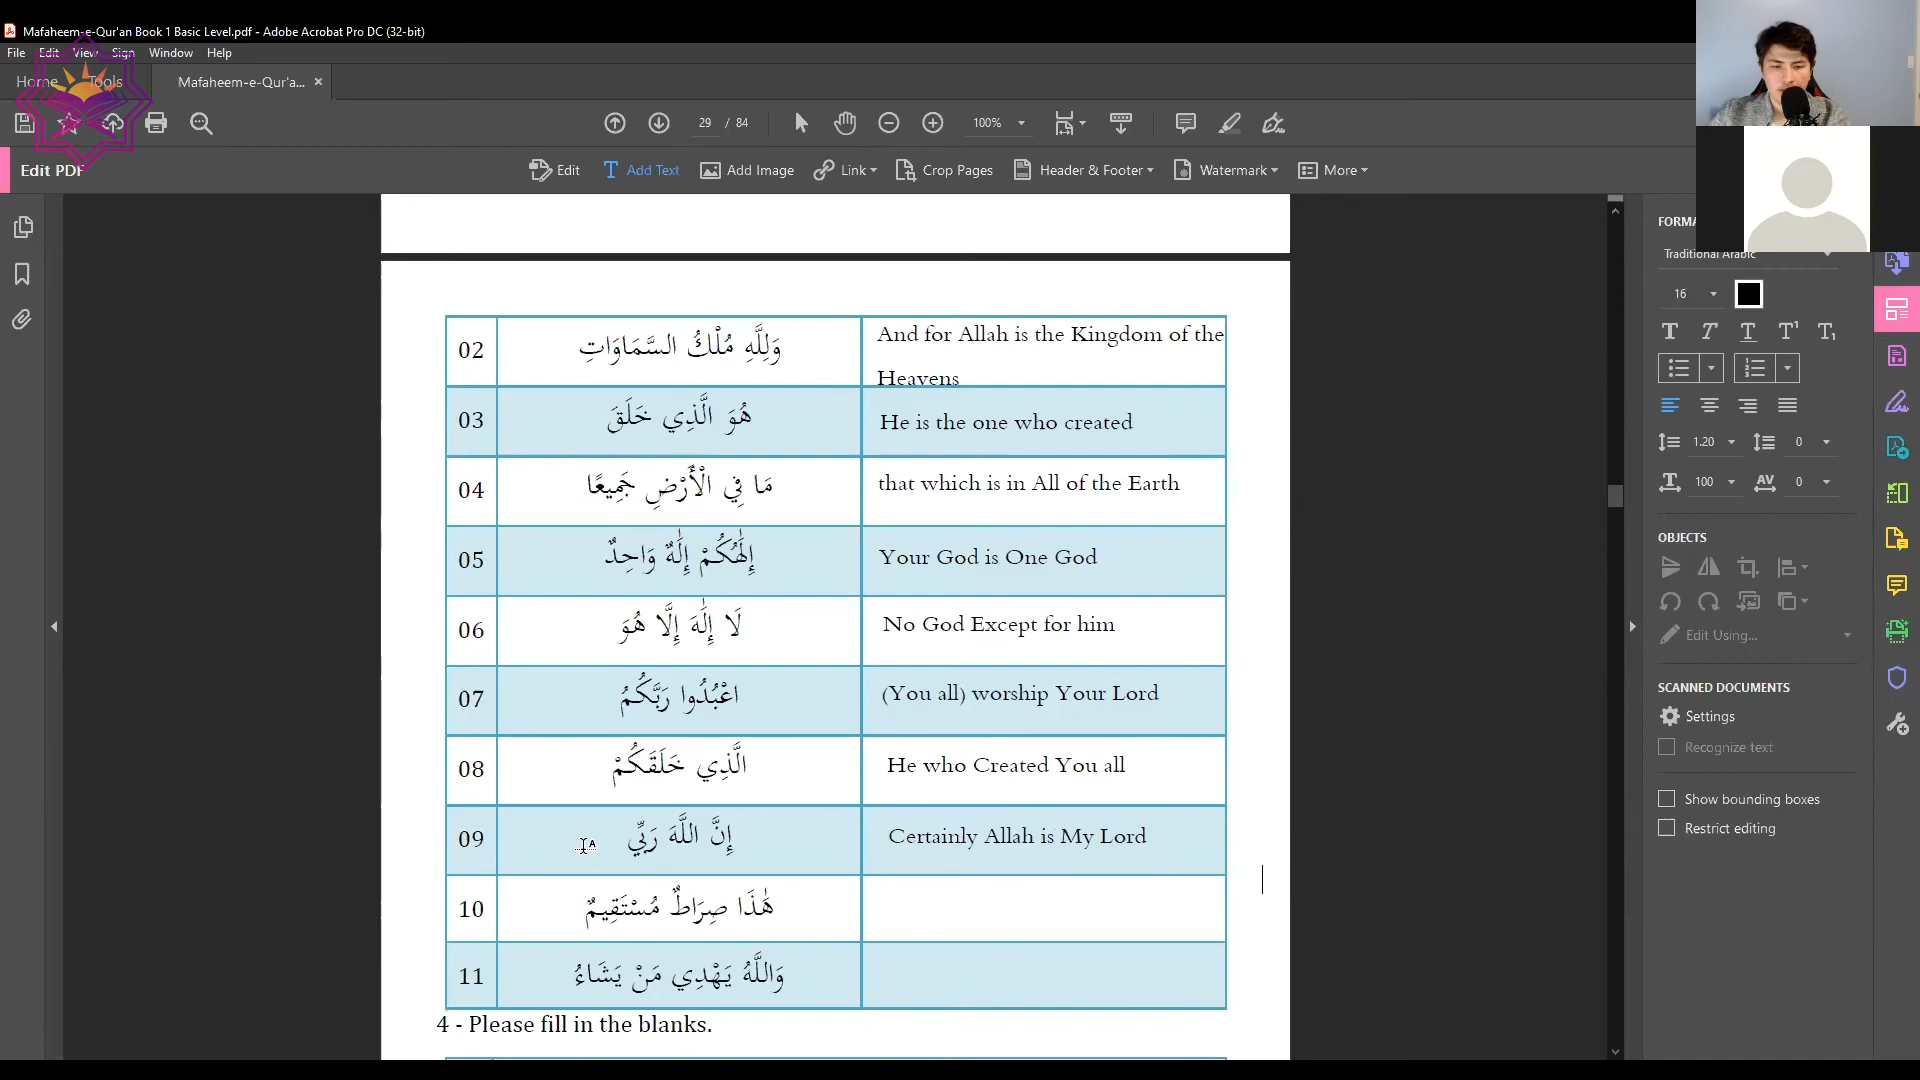 Mafaheem-e-Qur'an Book 1 Basic Level.pdf - Adobe Acrobat Pro DC (32-bit)
File Edit View Sign Window Help
Home Tools Mafaheem-e-Qur'a... ×
29 / 84 100%
Edit PDF
Edit Add Text Add Image Link Crop Pages Header & Footer Watermark More
02 وَلِلَّهِ مُلْكُ السَّمَاوَاتِ And for Allah is the Kingdom of the
Heavens
03 هُوَ الَّذِي خَلَقَ He is the one who created
04 مَا فِي الْأَرْضِ جَمِيعًا that which is in All of the Earth
05 إِلَٰهُكُمْ إِلَٰهٌ وَاحِدٌ Your God is One God
06 لَا إِلَٰهَ إِلَّا هُوَ No God Except for him
07 اعْبُدُوا رَبَّكُمُ (You all) worship Your Lord
08 الَّذِي خَلَقَكُمْ He who Created You all
09 إِنَّ اللَّهَ رَبِّي Certainly Allah is My Lord
10 هَٰذَا صِرَاطٌ مُسْتَقِيمٌ
11 وَاللَّهُ يَهْدِي مَنْ يَشَاءُ
4 - Please fill in the blanks.
Traditional Arabic
16
1.20 0
100 AV 0
OBJECTS
Edit Using...
SCANNED DOCUMENTS
Settings
Recognize text
Show bounding boxes
Restrict editing